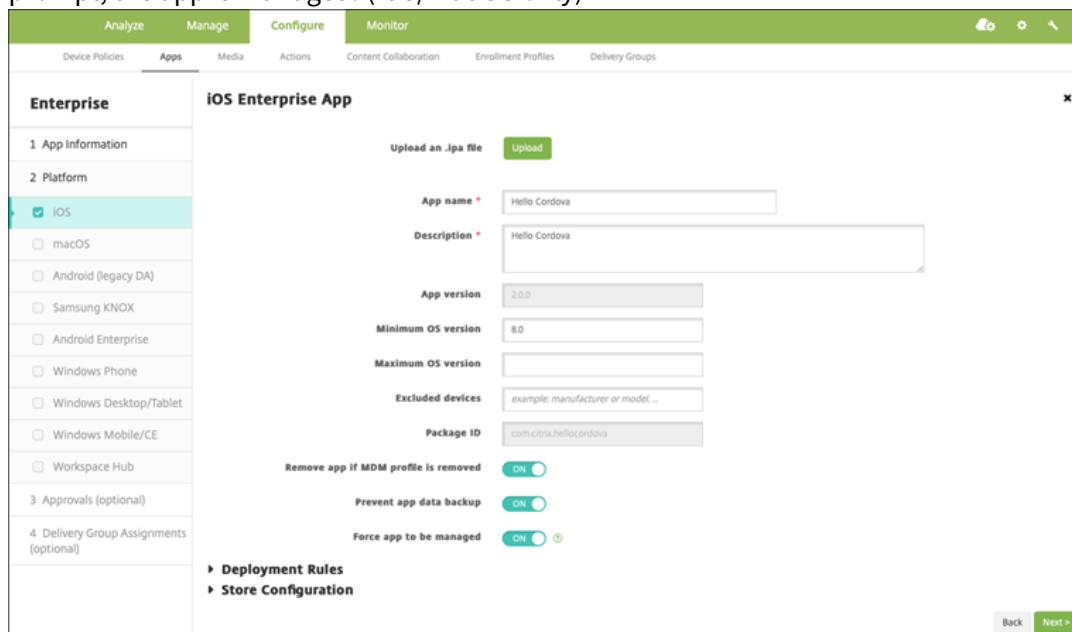 Analyze Manage Configure Monitor
Device Policies Apps Media Actions Content Collaboration Enrollment Profiles Delivery Groups
Enterprise
1 App Information
2 Platform
iOS
macOS
Android (legacy DA)
Samsung KNOX
Android Enterprise
Windows Phone
Windows Desktop/Tablet
Windows Mobile/CE
Workspace Hub
3 Approvals (optional)
4 Delivery Group Assignments
(optional)
iOS Enterprise App
Upload an .ipa file Upload
App name * Hello Cordova
Description * Hello Cordova
App version 2.0.0
Minimum OS version 8.0
Maximum OS version
Excluded devices example: manufacturer or model, ...
Package ID com.citrix.hellocordova
Remove app if MDM profile is removed ON
Prevent app data backup ON
Force app to be managed ON
Deployment Rules
Store Configuration
Back Next >